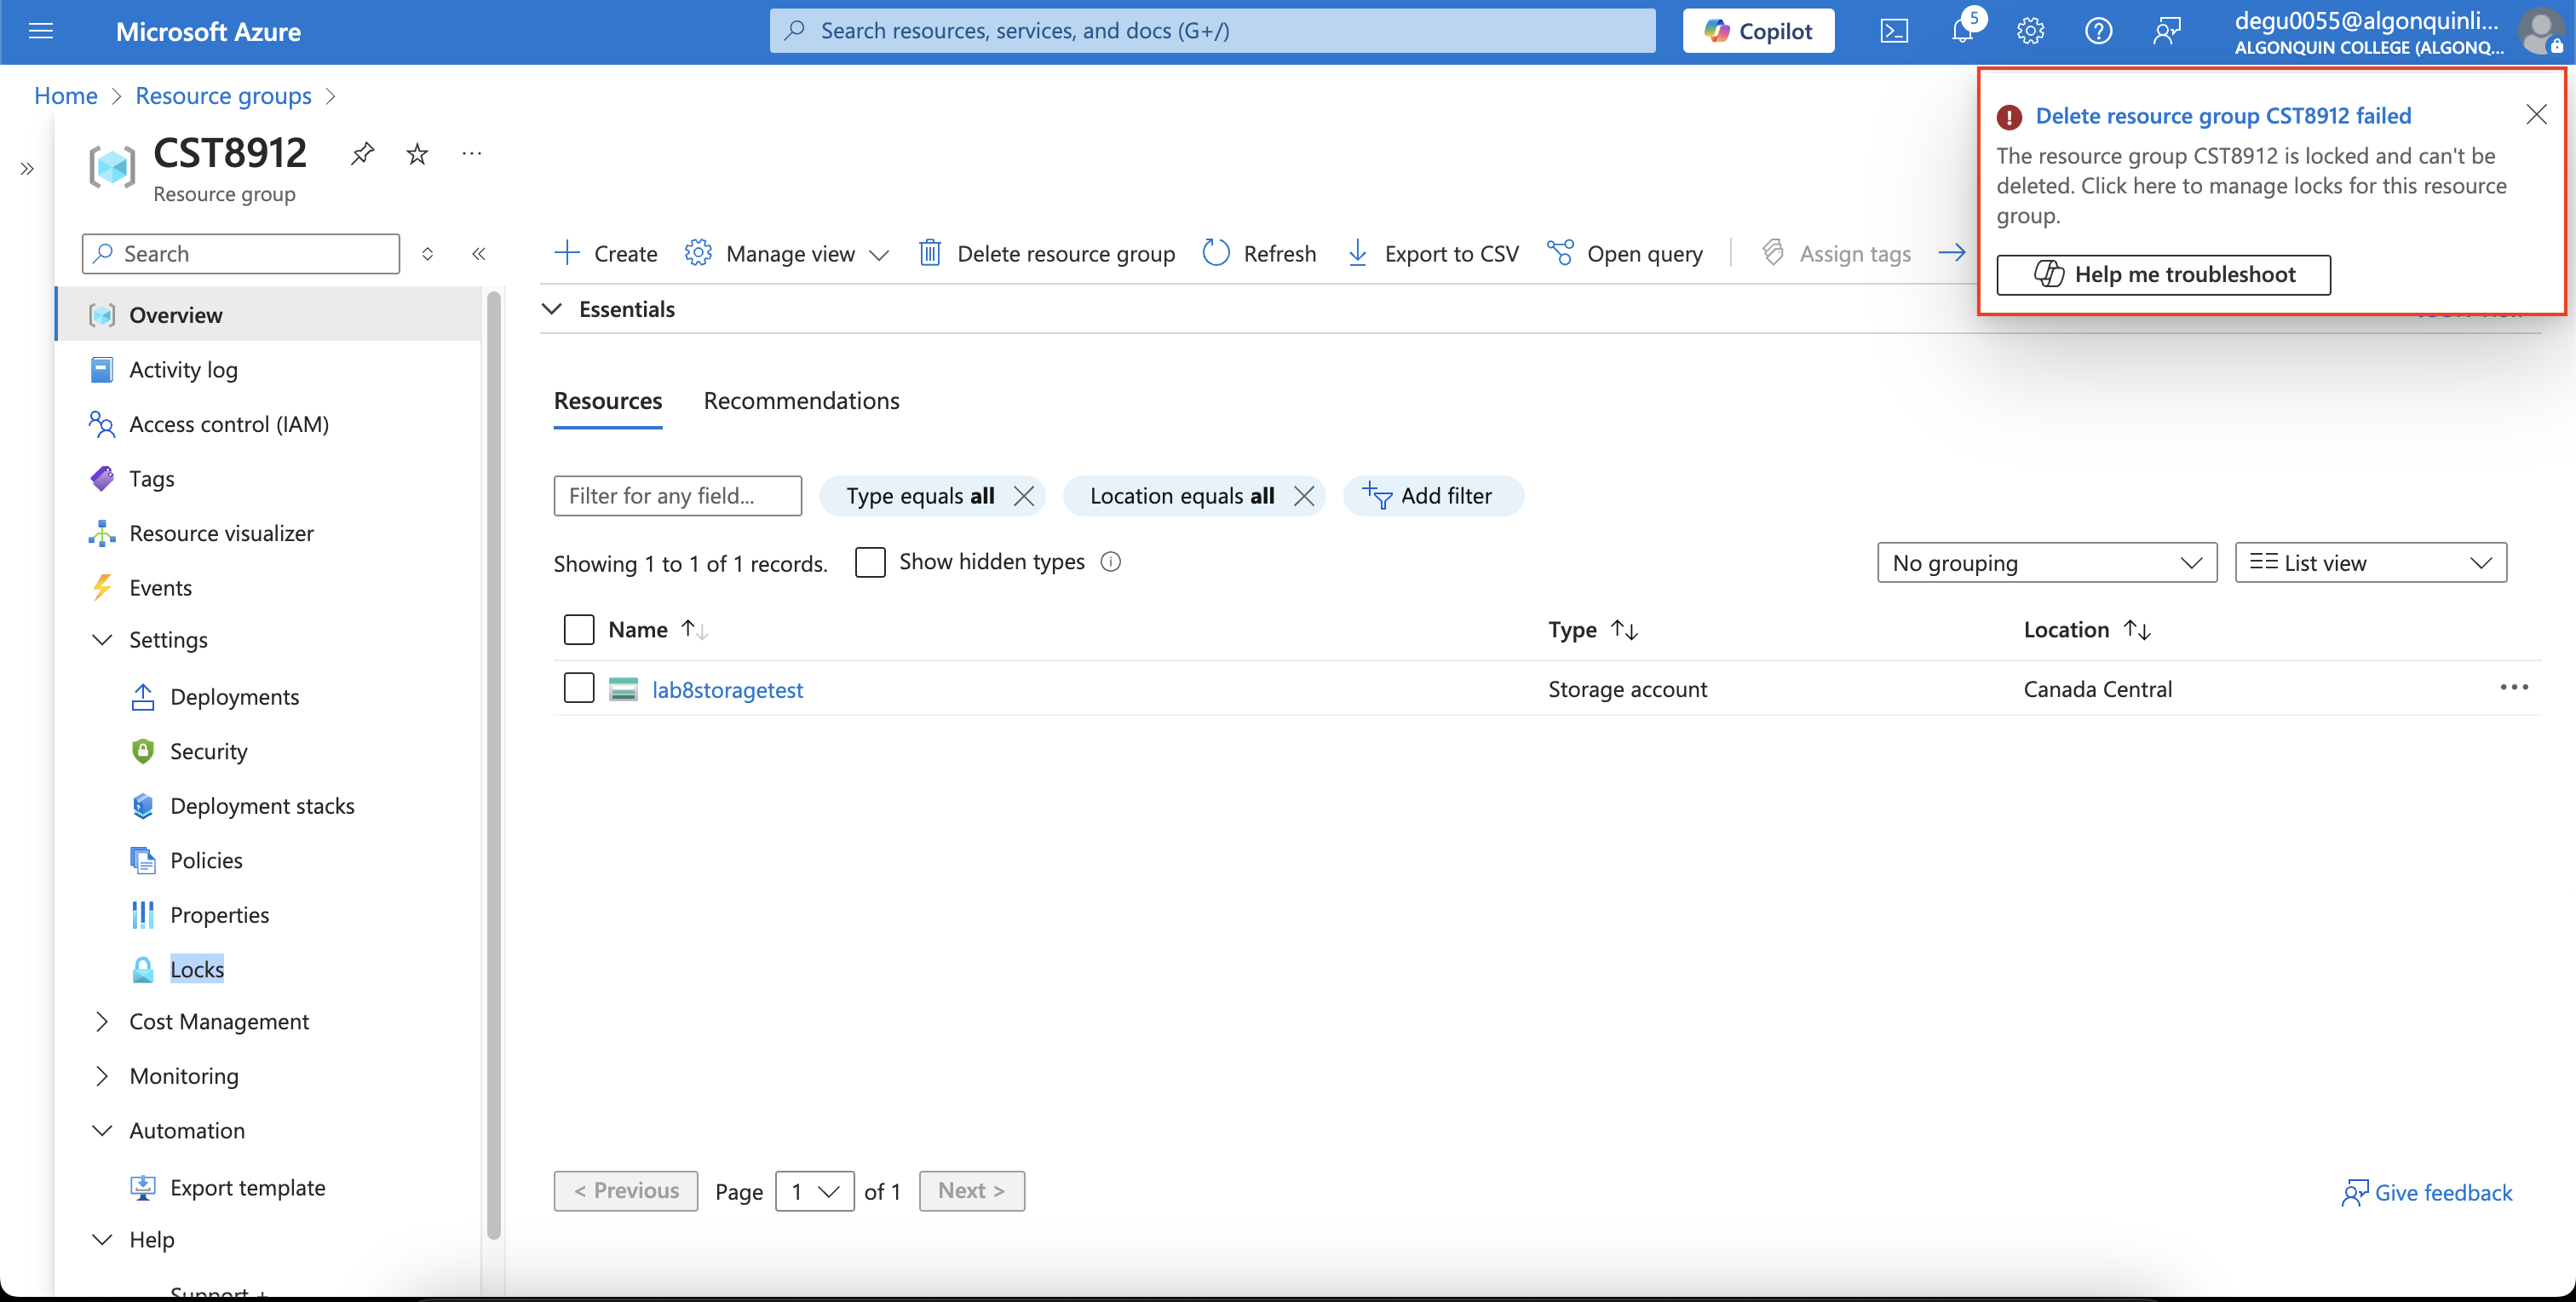 Microsoft Azure
Search resources, services, and docs (G+/)
Copilot
5
degu0055@algonquinli...
ALGONQUIN COLLEGE (ALGONQ...
Home > Resource groups >
CST8912
Resource group
Delete resource group CST8912 failed
The resource group CST8912 is locked and can't be
deleted. Click here to manage locks for this resource
group.
Help me troubleshoot
Search
Create
Manage view
Delete resource group
Refresh
Export to CSV
Open query
Assign tags
Essentials
Overview
Activity log
Access control (IAM)
Tags
Resource visualizer
Events
Settings
Deployments
Security
Deployment stacks
Policies
Properties
Locks
Cost Management
Monitoring
Automation
Export template
Help
Resources
Recommendations
Filter for any field...
Type equals all
Location equals all
Add filter
Showing 1 to 1 of 1 records.
Show hidden types
No grouping
List view
Name
Type
Location
lab8storagetest
Storage account
Canada Central
< Previous
Page 1 of 1
Next >
Give feedback